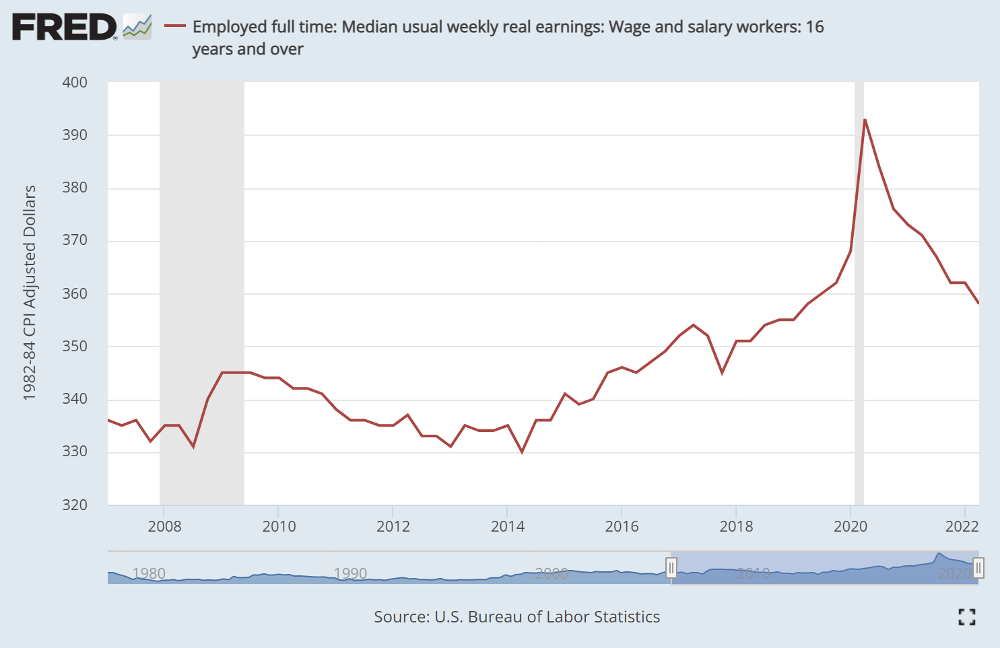 FRED
Employed full time: Median usual weekly real earnings: Wage and salary workers: 16
years and over
400
390
380
370
360
350
340
330
320
1982-84 CPI Adjusted Dollars
2008 2010 2012 2014 2016 2018 2020 2022
1980 1990 2000 2010 2020
Source: U.S. Bureau of Labor Statistics